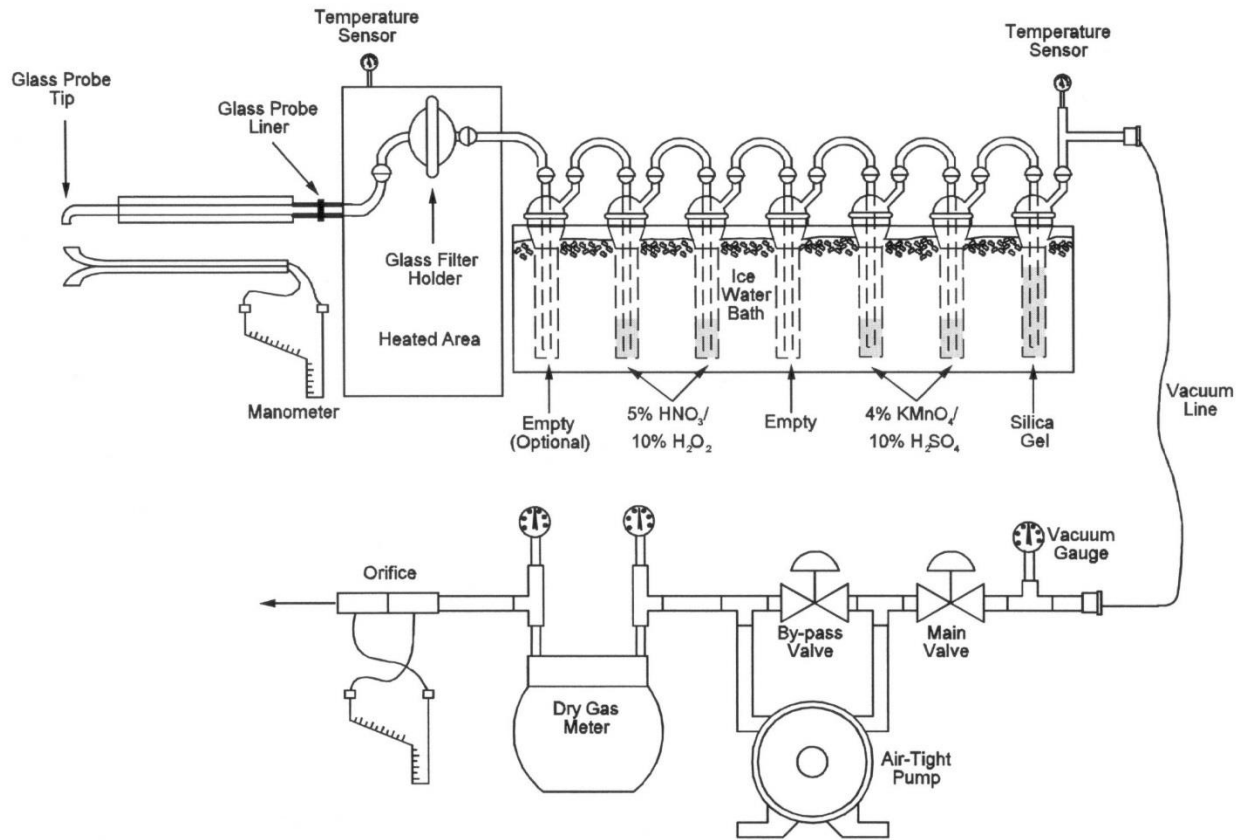 Temperature
Sensor
Temperature
Sensor
Glass Probe
Tip
Glass Probe
Liner
Glass Filter
Holder
Heated Area
Manometer
Ice
Water
Bath
Empty
(Optional)
5% HNO₃/
10% H₂O₂
Empty
4% KMnO₄/
10% H₂SO₄
Silica
Gel
Vacuum
Line
Orifice
Dry Gas
Meter
By-pass
Valve
Main
Valve
Vacuum
Gauge
Air-Tight
Pump